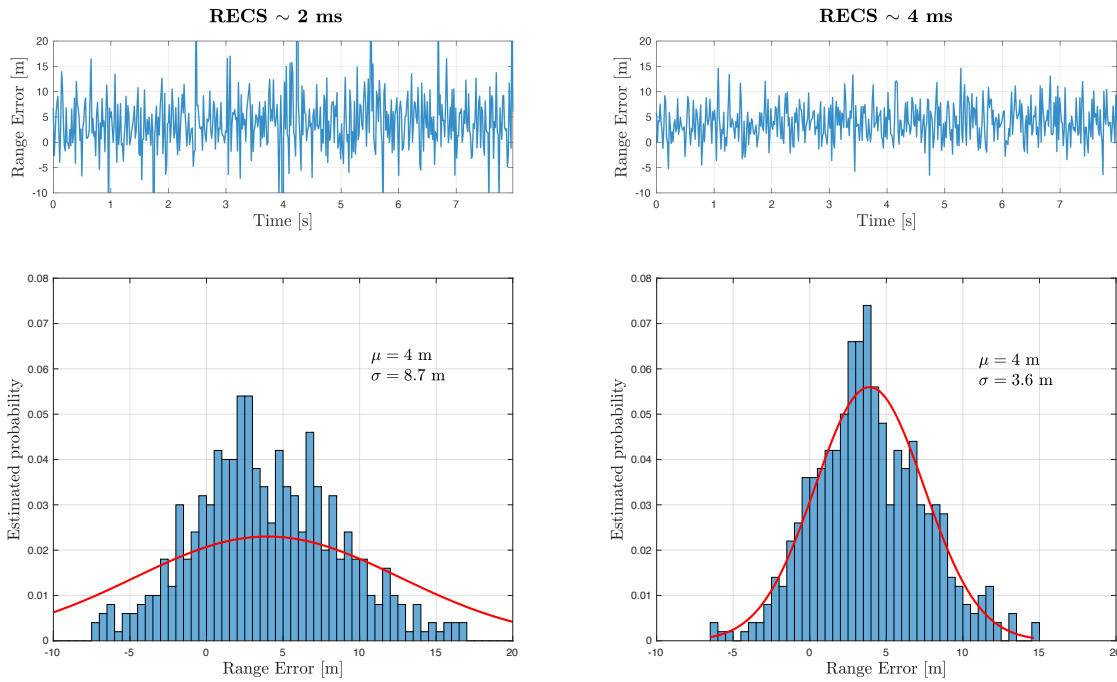 RECS ∼ 2 ms
20
15
10
5
0
-5
-10
Range Error [m]
0 1 2 3 4 5 6 7
Time [s]
RECS ∼ 4 ms
20
15
10
5
0
-5
-10
Range Error [m]
0 1 2 3 4 5 6 7
Time [s]
0.08
0.07
0.06
0.05
0.04
0.03
0.02
0.01
0
Estimated probability
μ = 4 m
σ = 8.7 m
-10 -5 0 5 10 15 20
Range Error [m]
0.08
0.07
0.06
0.05
0.04
0.03
0.02
0.01
0
Estimated probability
μ = 4 m
σ = 3.6 m
-10 -5 0 5 10 15 20
Range Error [m]